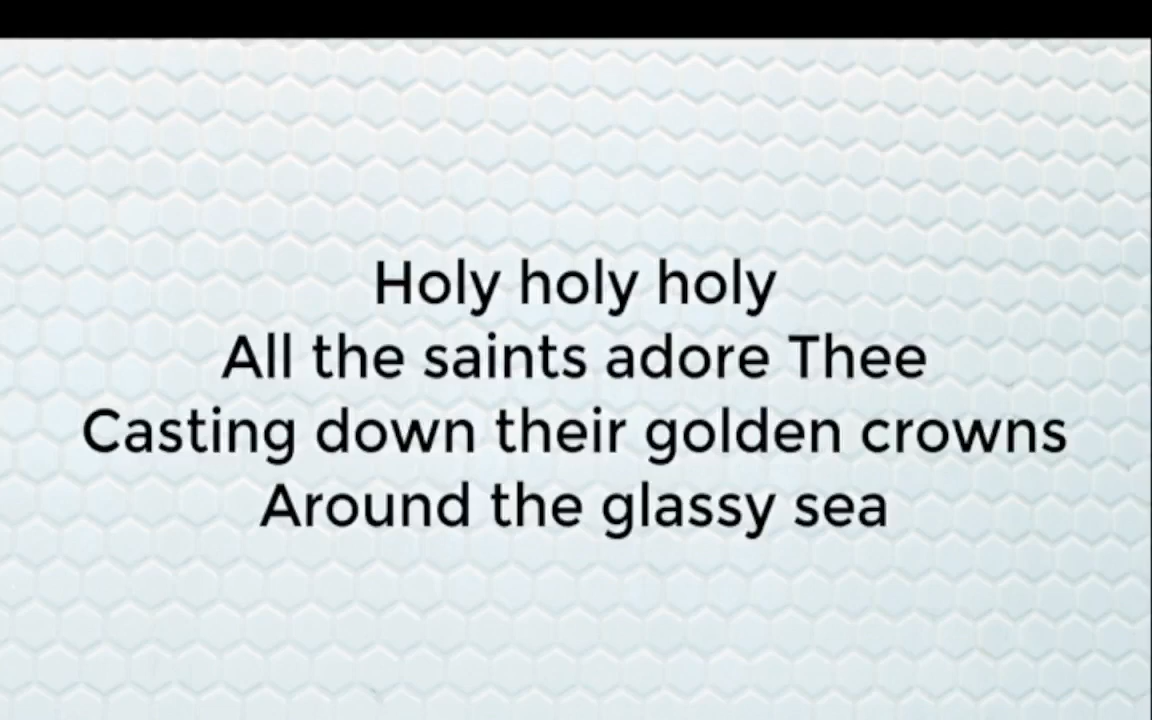 Holy holy holy
All the saints adore Thee
Casting down their golden crowns
Around the glassy sea